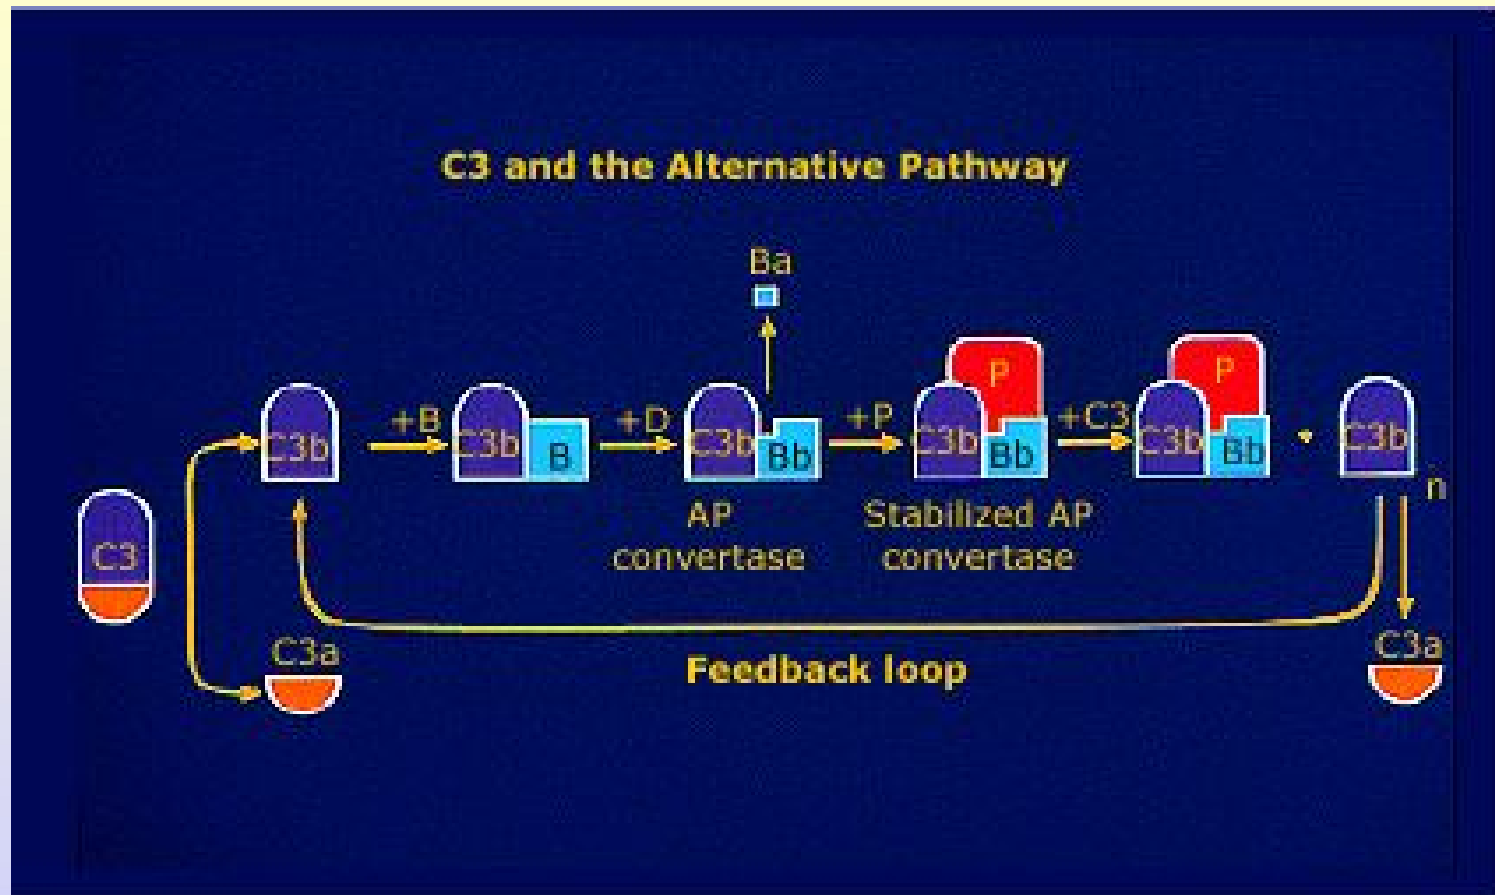 C3 and the Alternative Pathway
Ba
P
P
+B
+D
+P
+C3
C3b
C3b
B
C3b
Bb
C3b
Bb
C3b
Bb
C3b
n
C3
AP
convertase
Stabilized AP
convertase
C3a
C3a
Feedback loop